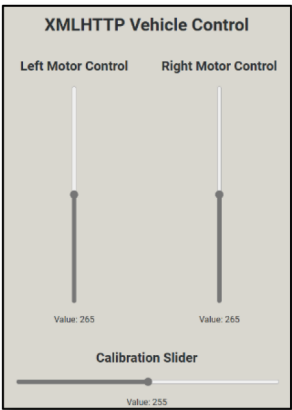 XMLHTTP Vehicle Control
Left Motor Control Right Motor Control
Value: 265 Value: 265
Calibration Slider
Value: 255